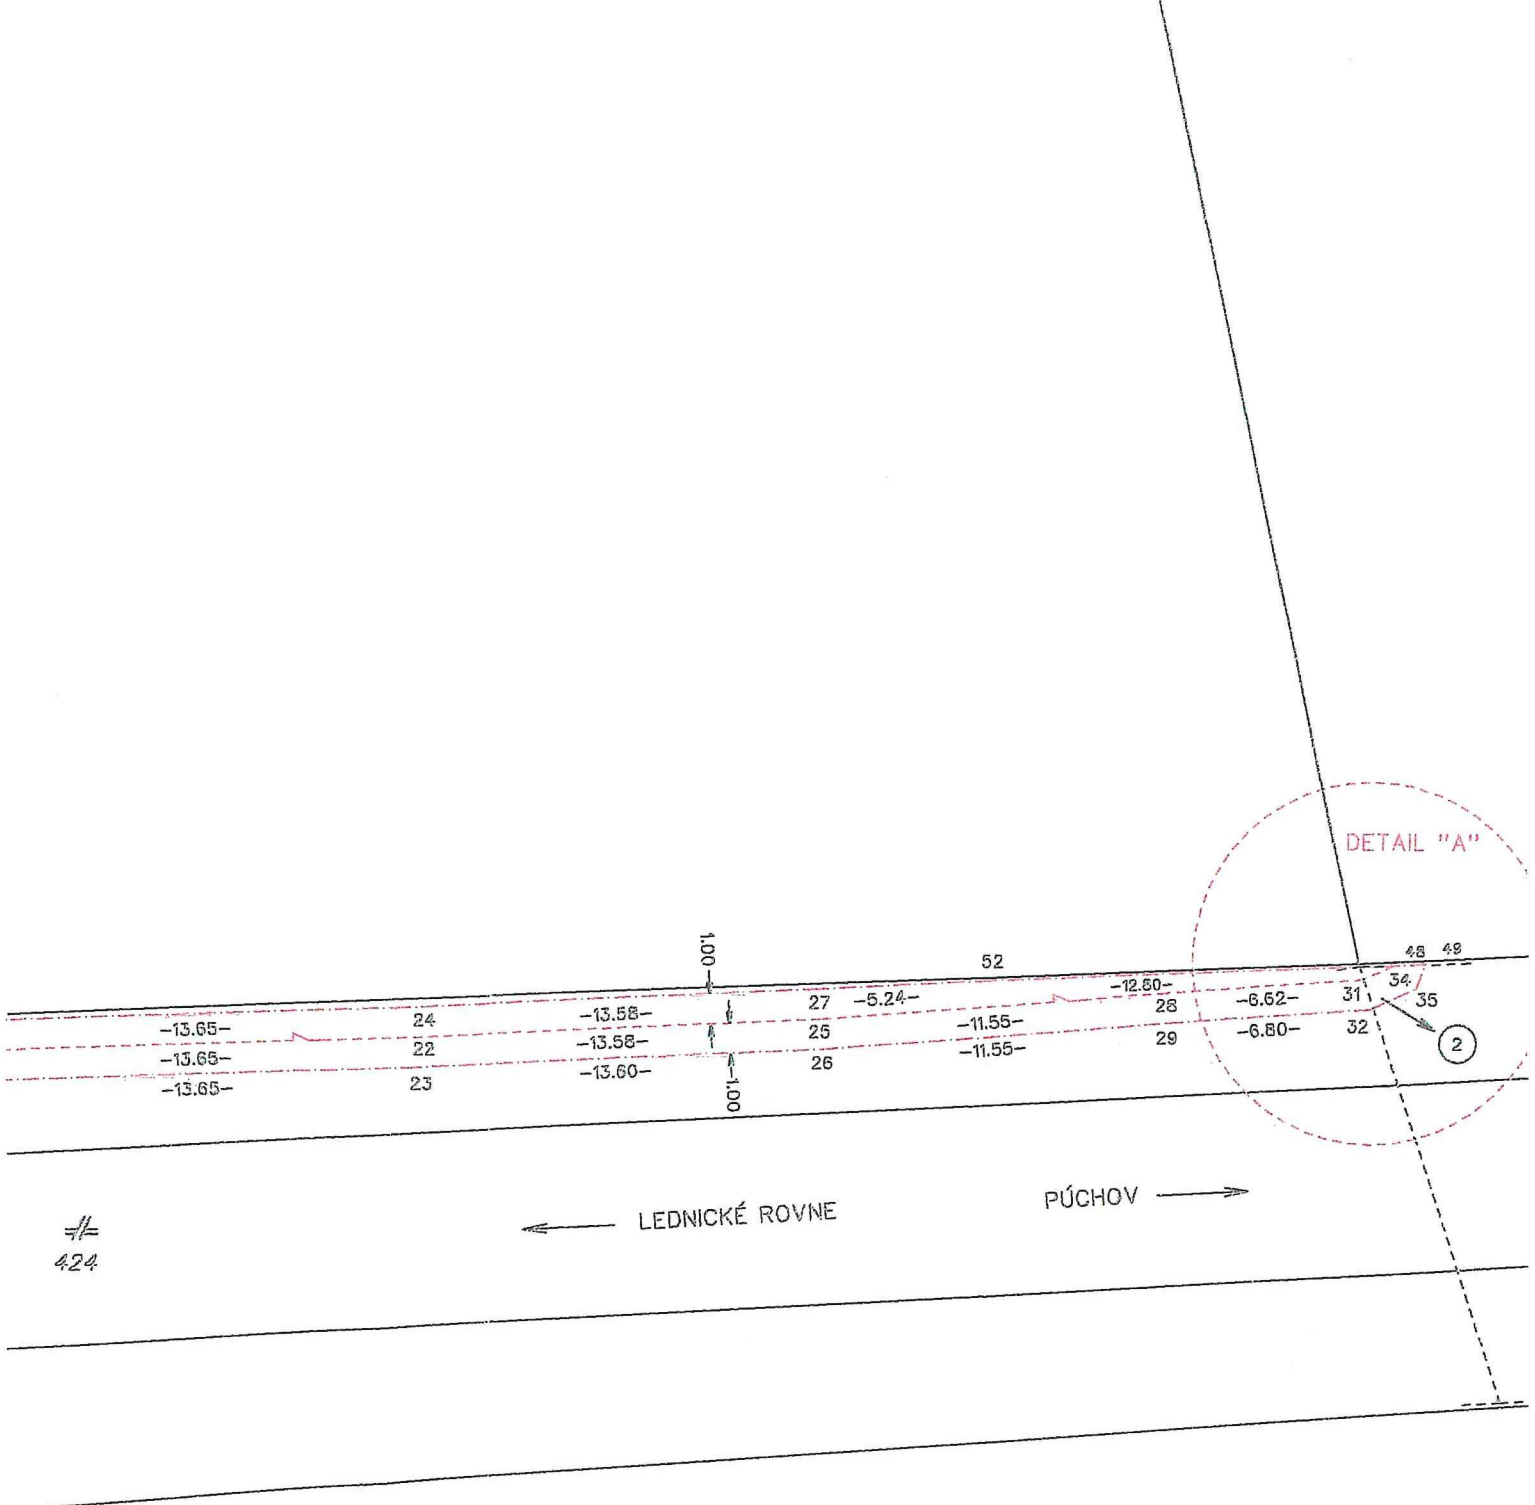 DETAIL "A"
1.00
52
48 49
-13.65- 24 -13.58- 27 -5.24- -12.80- 28 -6.62- 31 34 35
-13.65- 22 -13.58- 25 -11.55- 29 -6.80- 32
-13.65- 23 -13.60- 26 -11.55-
2
1.00
LEDNICKÉ ROVNE
PÚCHOV
424